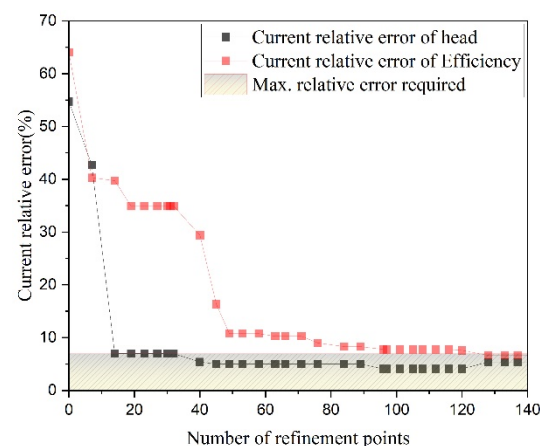 70
60
50
40
30
20
10
0
Current relative error(%)
Current relative error of head
Current relative error of Efficiency
Max. relative error required
0 20 40 60 80 100 120 140
Number of refinement points